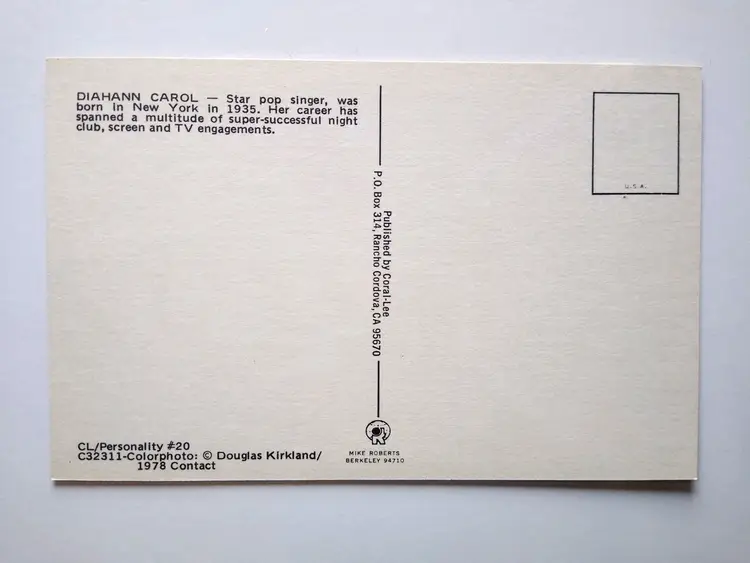 DIAHANN CAROL — Star pop singer, was
born in New York in 1935. Her career has
spanned a multitude of super-successful night
club, screen and TV engagements.
U.S.A.
Published by Coral-Lee
P.O. Box 314, Rancho Cordova, CA 95670
CL/Personality #20
C32311-Colorphoto: © Douglas Kirkland/
1978 Contact
MIKE ROBERTS
BERKELEY 94710